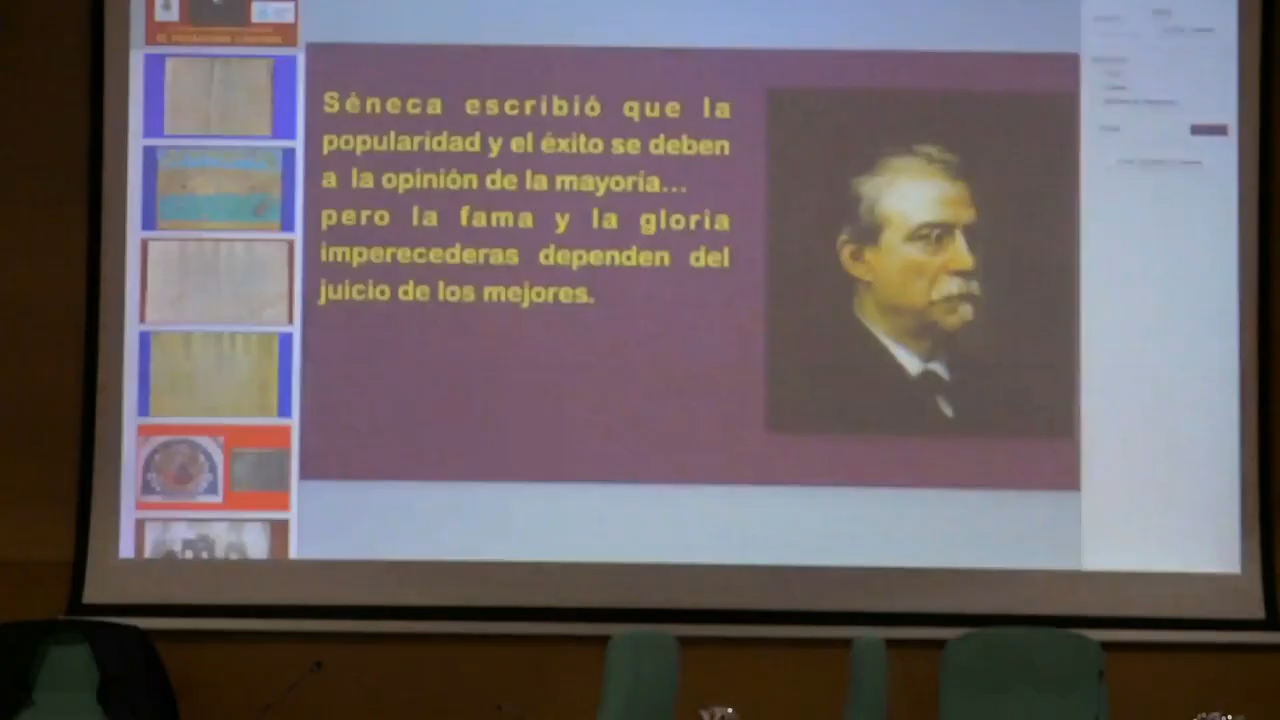 Séneca escribió que la
popularidad y el éxito se deben
a la opinión de la mayoría...
pero la fama y la gloria
imperecederas dependen del
juicio de los mejores.